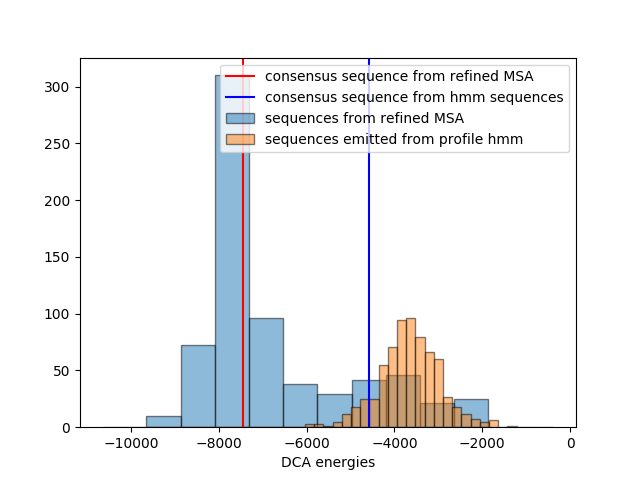 consensus sequence from refined MSA
consensus sequence from hmm sequences
sequences from refined MSA
sequences emitted from profile hmm
300
250
200
150
100
50
0
−10000 −8000 −6000 −4000 −2000 0
DCA energies